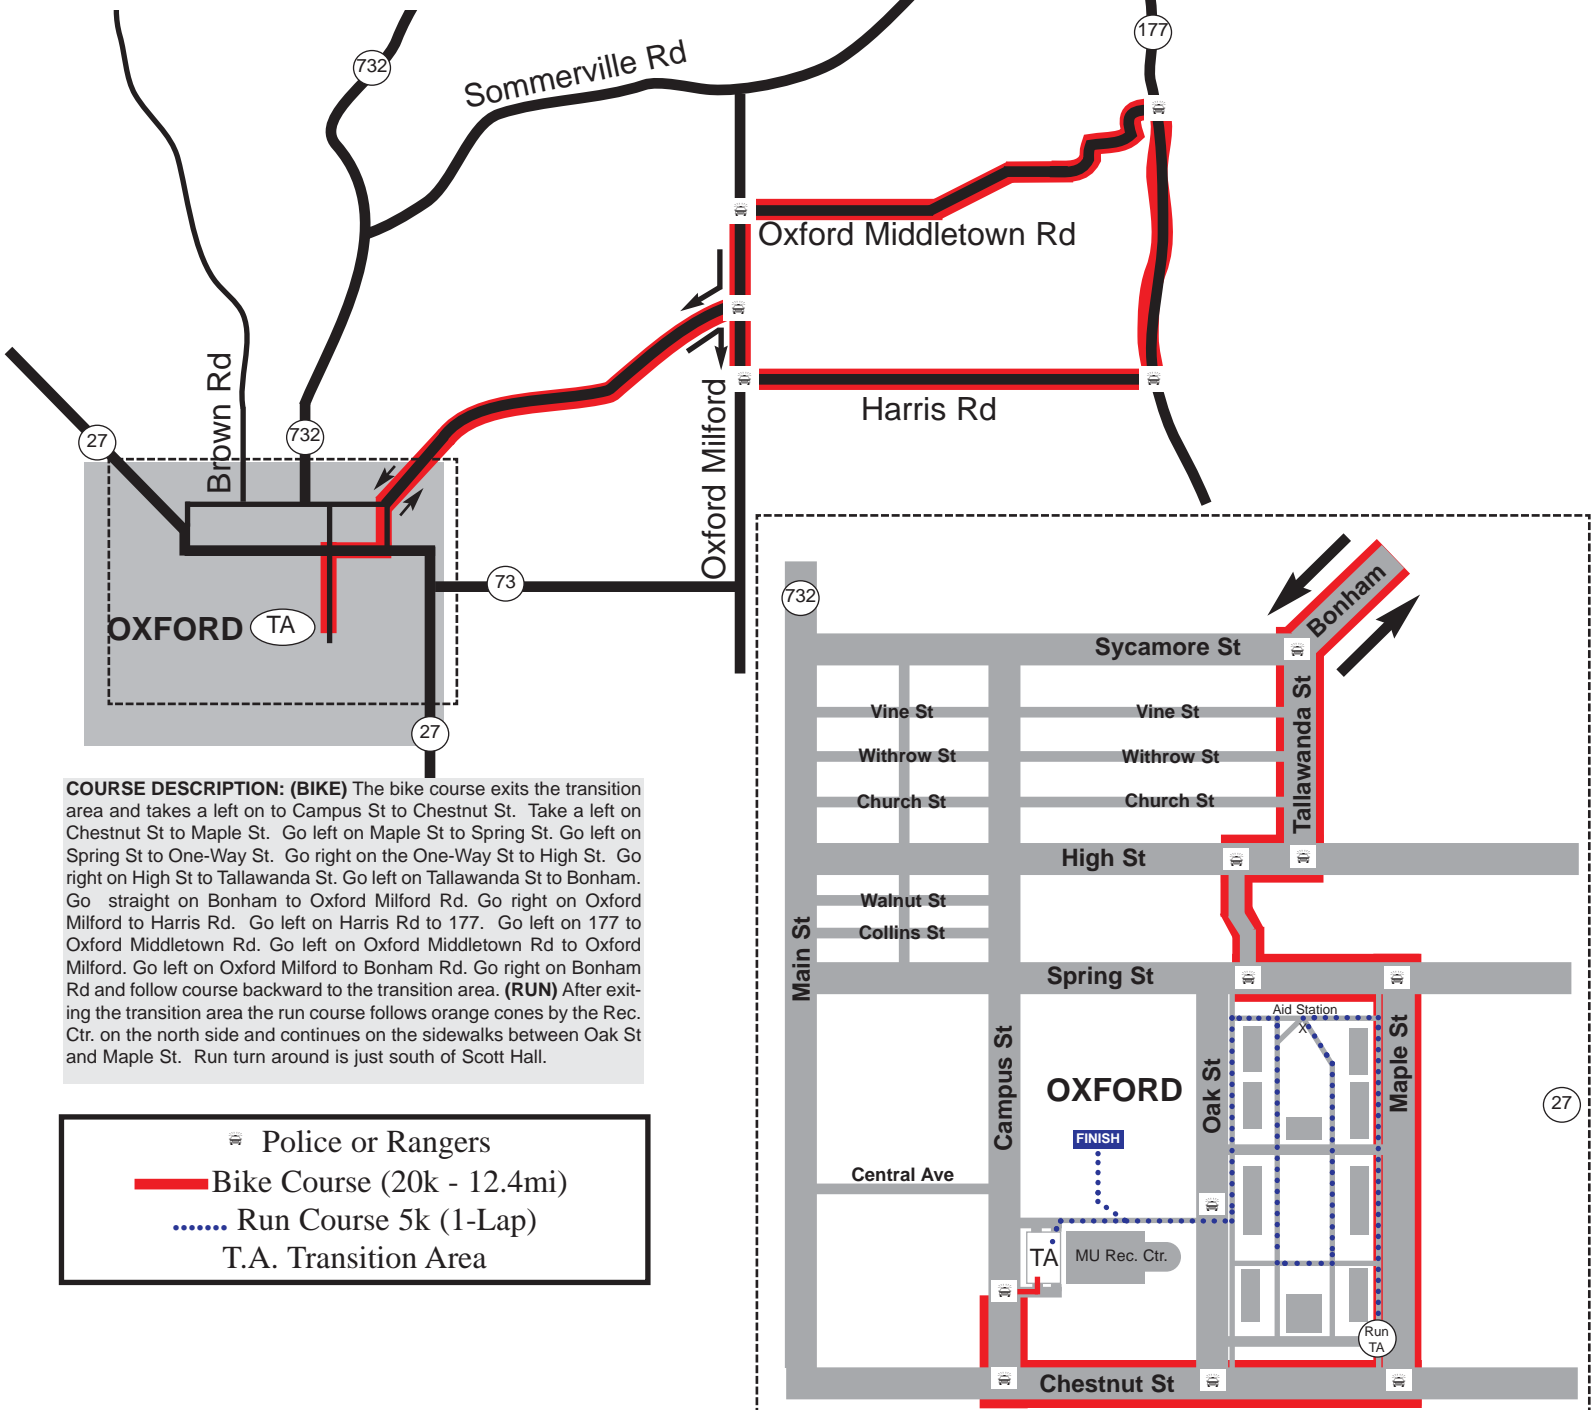 177
732
Sommerville Rd
Oxford Middletown Rd
Brown Rd
Oxford Milford
Harris Rd
27
732
73
OXFORD
TA
27
COURSE DESCRIPTION: (BIKE) The bike course exits the transition
area and takes a left on to Campus St to Chestnut St. Take a left on
Chestnut St to Maple St. Go left on Maple St to Spring St. Go left on
Spring St to One-Way St. Go right on the One-Way St to High St. Go
right on High St to Tallawanda St. Go left on Tallawanda St to Bonham.
Go straight on Bonham to Oxford Milford Rd. Go right on Oxford
Milford to Harris Rd. Go left on Harris Rd to 177. Go left on 177 to
Oxford Middletown Rd. Go left on Oxford Middletown Rd to Oxford
Milford. Go left on Oxford Milford to Bonham Rd. Go right on Bonham
Rd and follow course backward to the transition area. (RUN) After exit-
ing the transition area the run course follows orange cones by the Rec.
Ctr. on the north side and continues on the sidewalks between Oak St
and Maple St. Run turn around is just south of Scott Hall.
Police or Rangers
Bike Course (20k - 12.4mi)
Run Course 5k (1-Lap)
T.A. Transition Area
732
Bonham
Sycamore St
Tallawanda St
Vine St
Vine St
Withrow St
Withrow St
Church St
Church St
High St
Walnut St
Collins St
Main St
Spring St
Aid Station
X
Campus St
Oak St
Maple St
OXFORD
27
FINISH
Central Ave
TA
MU Rec. Ctr.
Run
TA
Chestnut St